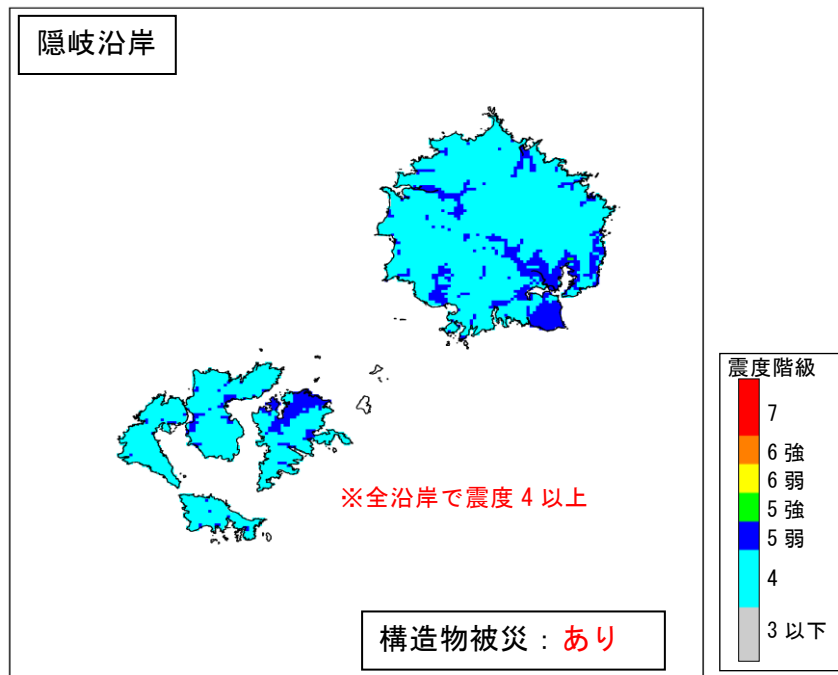 隠岐沿岸
※全沿岸で震度４以上
構造物被災：あり
震度階級
7
6 強
6 弱
5 強
5 弱
4
3 以下